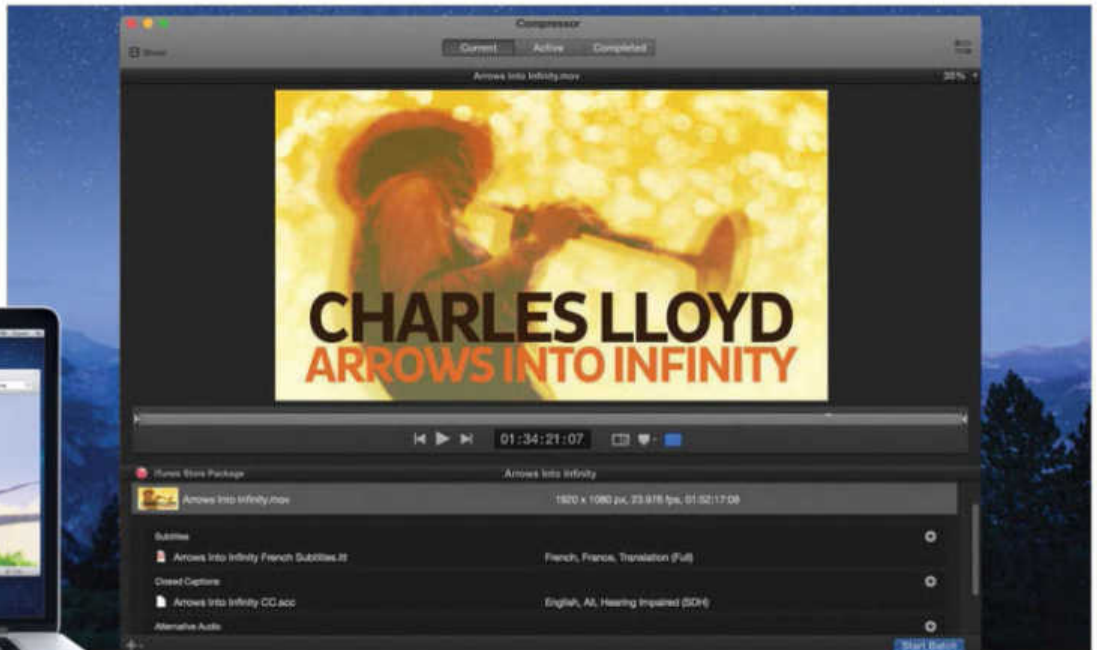 Compressor
Current Active Completed
Arrows Into Infinity.mov 35%
CHARLES LLOYD
ARROWS INTO INFINITY
01:34:21:07
iTunes Store Package Arrows Into Infinity
Arrows Into Infinity.mov 1920 x 1080 px, 23.976 fps, 01:52:17:08
Subtitles
Arrows Into Infinity French Subtitles.itt French, France, Translation (Full)
Closed Captions
Arrows Into Infinity CC.scc English, All, Hearing Impaired (SDH)
Alternative Audio
Start Batch